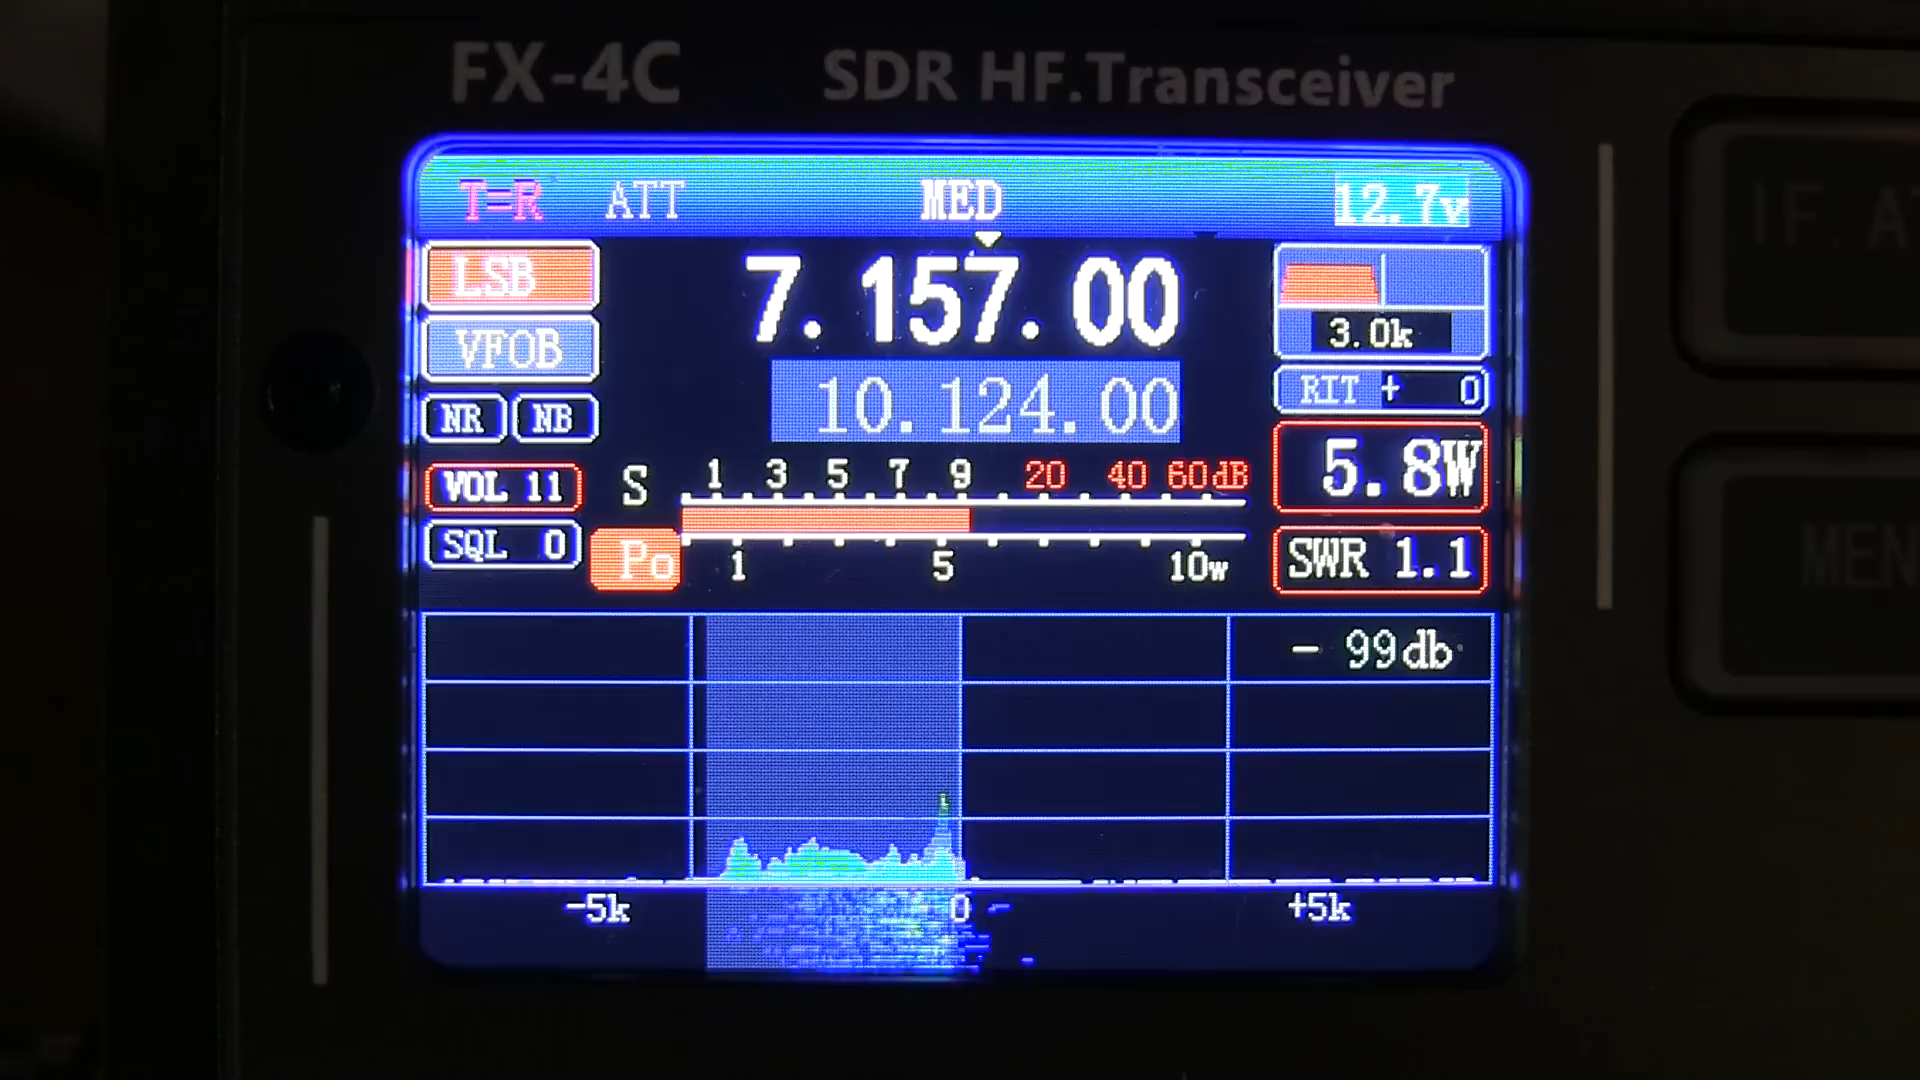 FX-4C SDR HF.Transceiver
T=R ATT MED 12.7v
LSB 7.157.00
3.0k
VFOB 10.124.00
RIT + 0
NR NB
5.8W
VOL 11 S 1 3 5 7 9 20 40 60dB
SQL 0 Po 1 5 10w
SWR 1.1
- 99db
-5k 0 +5k
IF. A
MEN